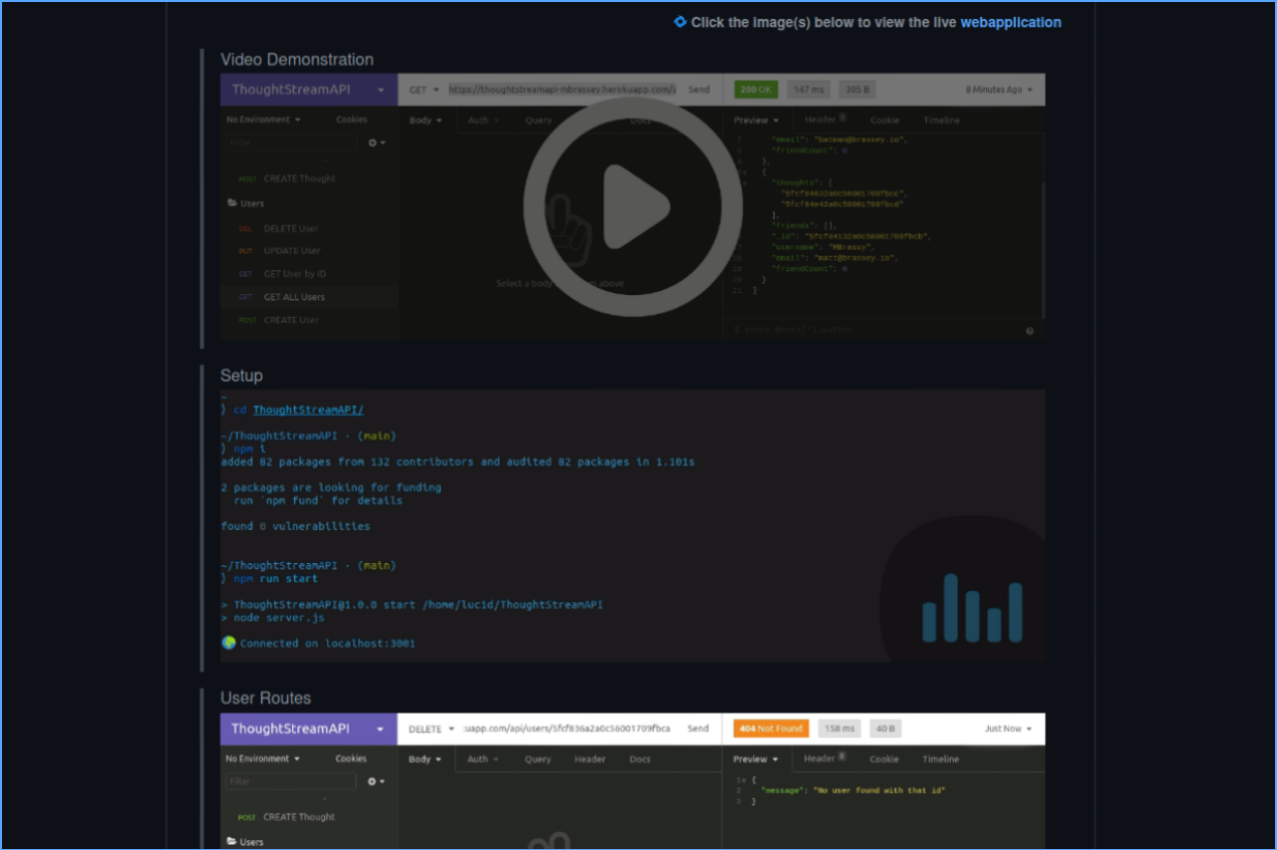 Click the image(s) below to view the live webapplication
Video Demonstration
ThoughtStreamAPI
GET https://thoughtstreamapi-mbrassey.herokuapp.com/a Send
200 OK 147 ms 305 B 8 Minutes Ago
No Environment Cookies
Body Auth Query Docs
Preview Header 8 Cookie Timeline
Filter
7 "email": "batman@brassey.io",
8 "friendCount": 0
},
{
"thoughts": [
],
"friends": [],
"username": "MBrassy",
"email": "matt@brassey.io",
"friendCount": 0
}
21 ]
POST CREATE Thought
Users
DEL DELETE User
PUT UPDATE User
GET GET User by ID
GET GET ALL Users
POST CREATE User
Select a body above
Setup
~
) cd ThoughtStreamAPI/
~/ThoughtStreamAPI · (main)
) npm i
added 82 packages from 132 contributors and audited 82 packages in 1.101s
2 packages are looking for funding
run `npm fund` for details
found 0 vulnerabilities
~/ThoughtStreamAPI · (main)
) npm run start
> ThoughtStreamAPI@1.0.0 start /home/luc1d/ThoughtStreamAPI
> node server.js
Connected on localhost:3001
User Routes
ThoughtStreamAPI
DELETE :uapp.com/api/users/5fcf836a2a0c56001709fbca Send
404 Not Found 158 ms 40 B Just Now
No Environment Cookies
Body Auth Query Header Docs
Preview Header 8 Cookie Timeline
Filter
1 {
2 "message": "No user found with that id"
3 }
POST CREATE Thought
Users